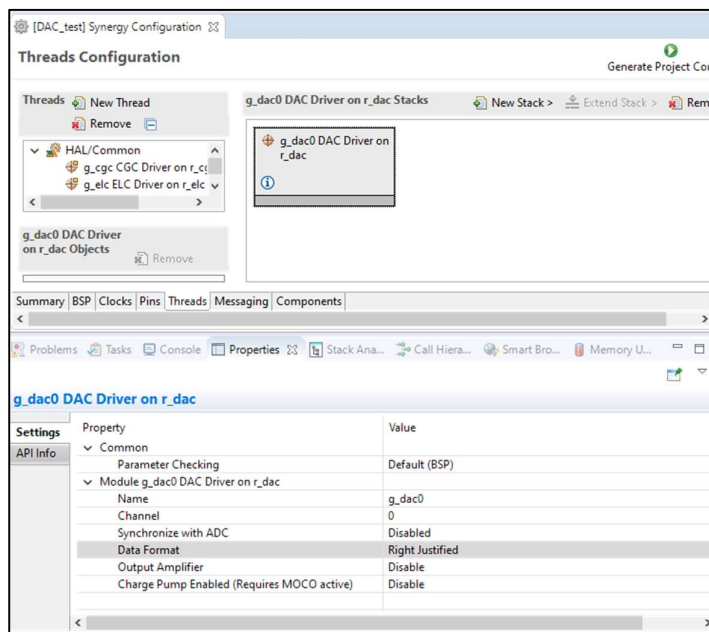 [DAC_test] Synergy Configuration
Threads Configuration
Generate Project Cor
Threads
New Thread
Remove
HAL/Common
g_cgc CGC Driver on r_cg
g_elc ELC Driver on r_elc
g_dac0 DAC Driver
on r_dac Objects
Remove
g_dac0 DAC Driver on r_dac Stacks
New Stack >
Extend Stack >
Rem
g_dac0 DAC Driver on
r_dac
Summary BSP Clocks Pins Threads Messaging Components
Problems Tasks Console Properties Stack Ana... Call Hiera... Smart Bro... Memory U...
g_dac0 DAC Driver on r_dac
Settings
API Info
Property Value
Common
Parameter Checking Default (BSP)
Module g_dac0 DAC Driver on r_dac
Name g_dac0
Channel 0
Synchronize with ADC Disabled
Data Format Right Justified
Output Amplifier Disable
Charge Pump Enabled (Requires MOCO active) Disable